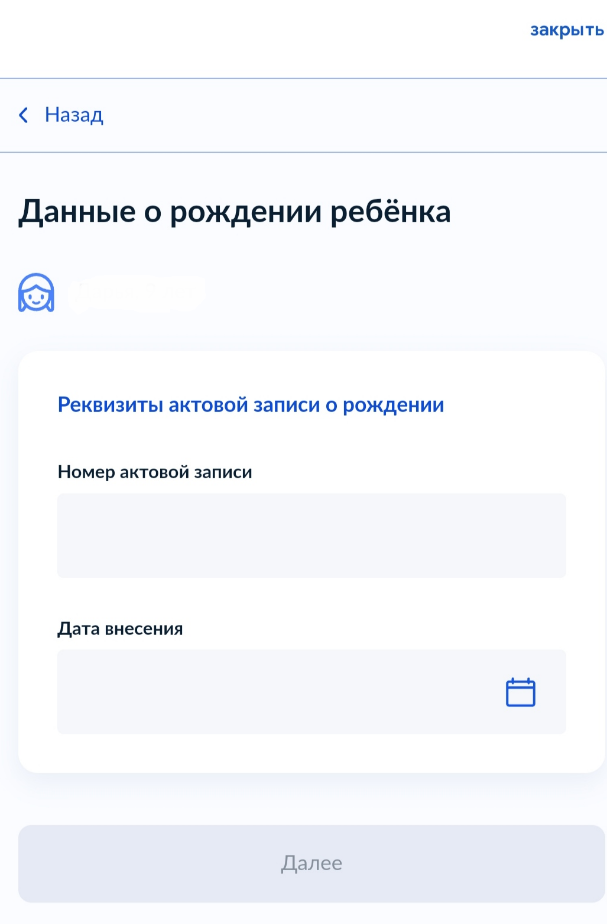 закрыть
Назад
Данные о рождении ребёнка
Реквизиты актовой записи о рождении
Номер актовой записи
Дата внесения
Далее